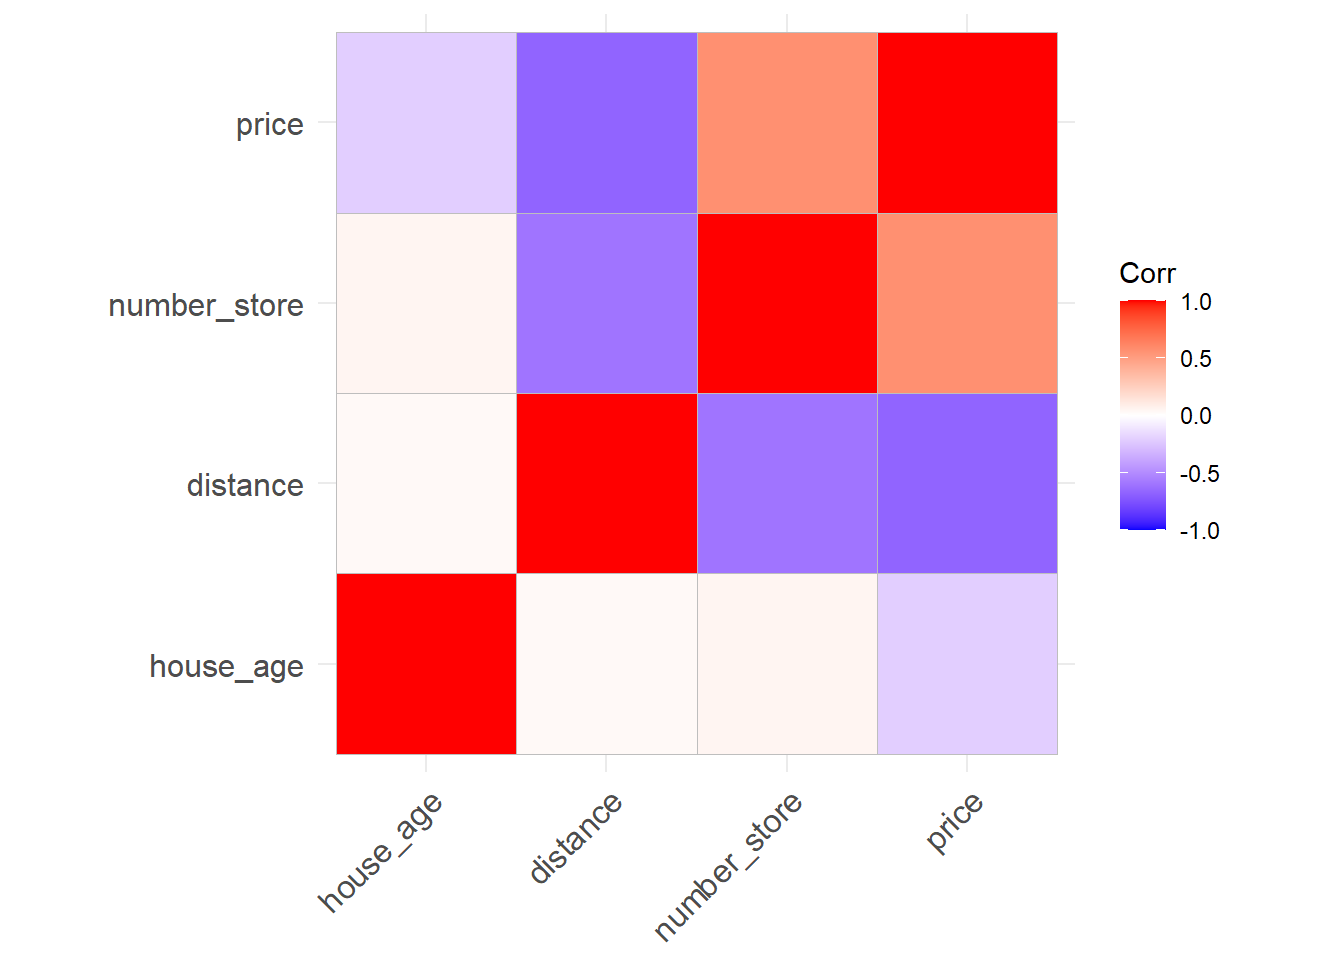 price
number_store
distance
house_age
house_age
distance
number_store
price
Corr
1.0
0.5
0.0
-0.5
-1.0